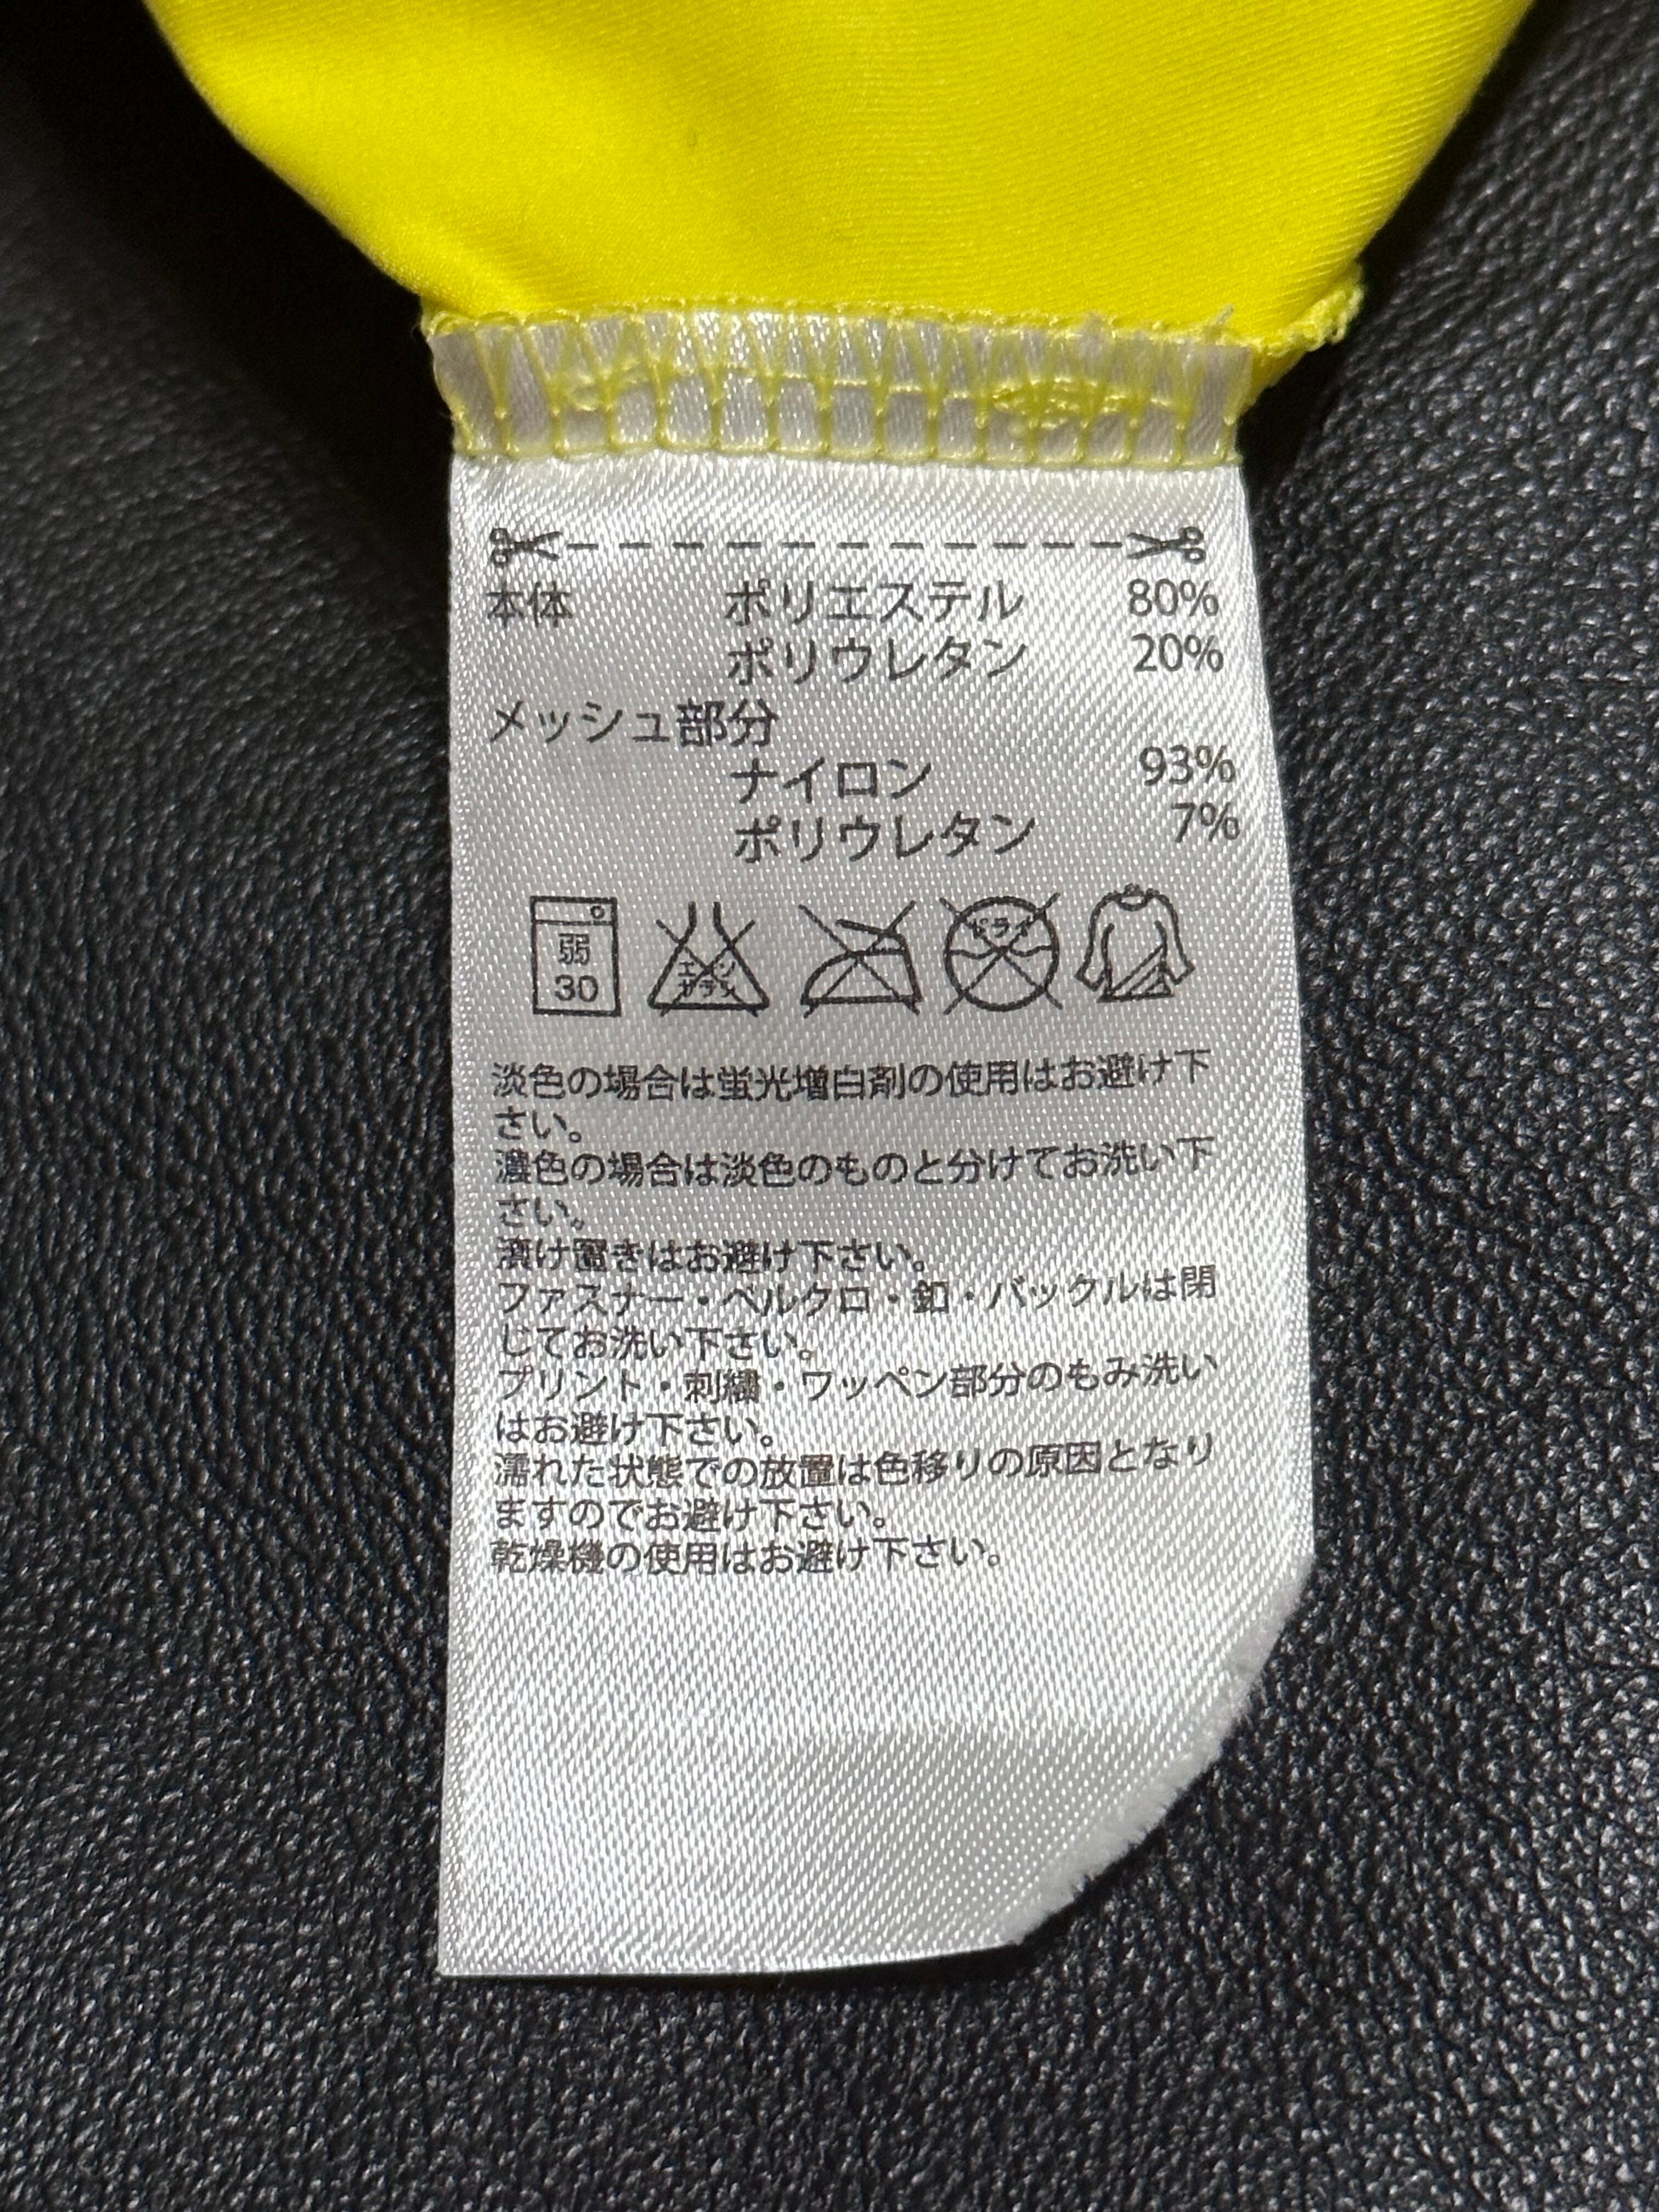 本体 ポリエステル 80%
ポリウレタン 20%
メッシュ部分
ナイロン 93%
ポリウレタン 7%
弱
30
エンソ
サラシ
ドライ
淡色の場合は蛍光増白剤の使用はお避け下
さい。
濃色の場合は淡色のものと分けてお洗い下
さい。
漬け置きはお避け下さい。
ファスナー・ベルクロ・釦・バックルは閉
じてお洗い下さい。
プリント・刺繍・ワッペン部分のもみ洗い
はお避け下さい。
濡れた状態での放置は色移りの原因となり
ますのでお避け下さい。
乾燥機の使用はお避け下さい。